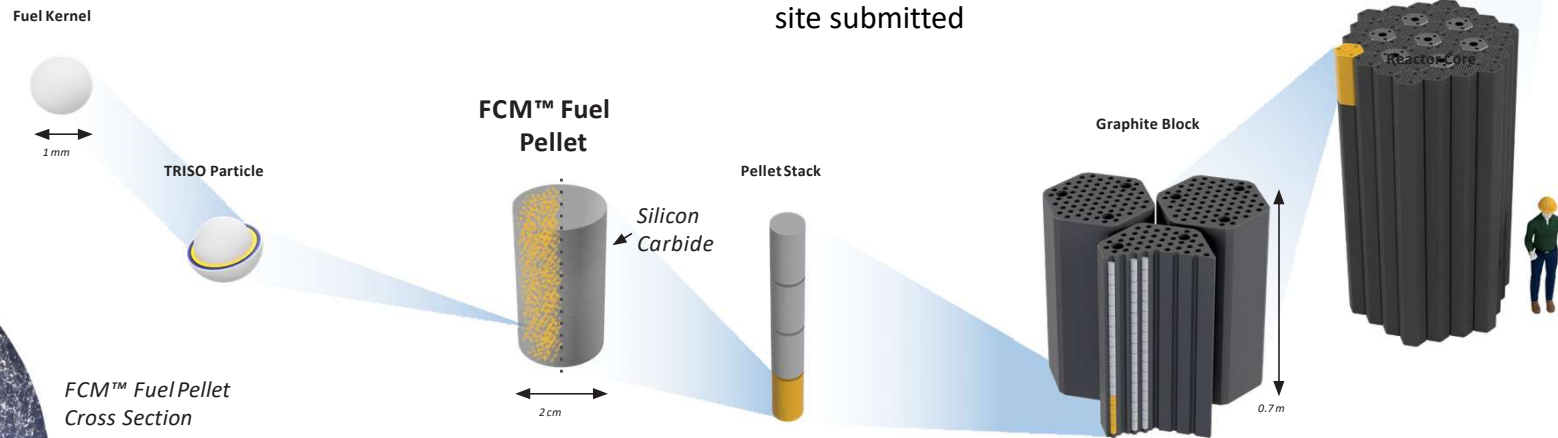 site submitted
Fuel Kernel
1 mm
TRISO Particle
FCM™ Fuel
Pellet
Silicon
Carbide
2 cm
Pellet Stack
Graphite Block
0.7 m
Reactor Core
FCM™ Fuel Pellet
Cross Section